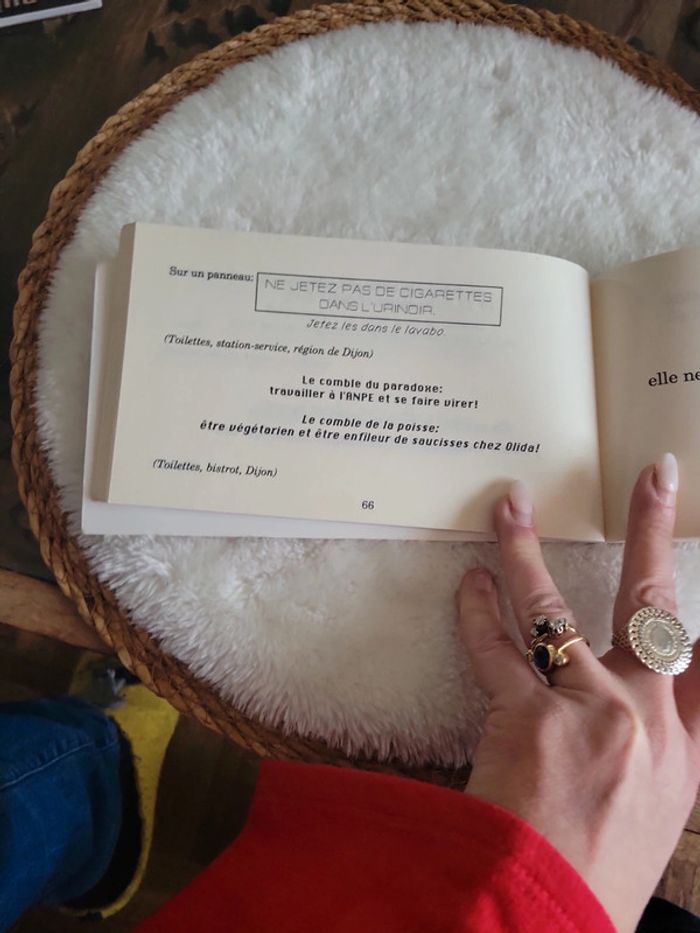 Sur un panneau:
NE JETEZ PAS DE CIGARETTES
DANS L'URINOIR.
Jetez les dans le lavabo
(Toilettes, station-service, région de Dijon)
Le comble du paradoxe:
travailler à l'ANPE et se faire virer!
Le comble de la poisse:
être végétarien et être enfileur de saucisses chez Olida!
(Toilettes, bistrot, Dijon)
66
elle ne